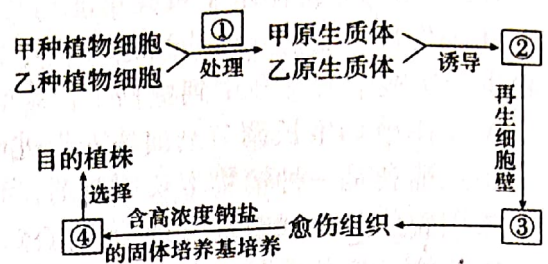 甲种植物细胞
乙种植物细胞
①
处理
甲原生质体
乙原生质体
诱导
②
再生细胞壁
③
愈伤组织
含高浓度钠盐
的固体培养基培养
④
选择
目的植株